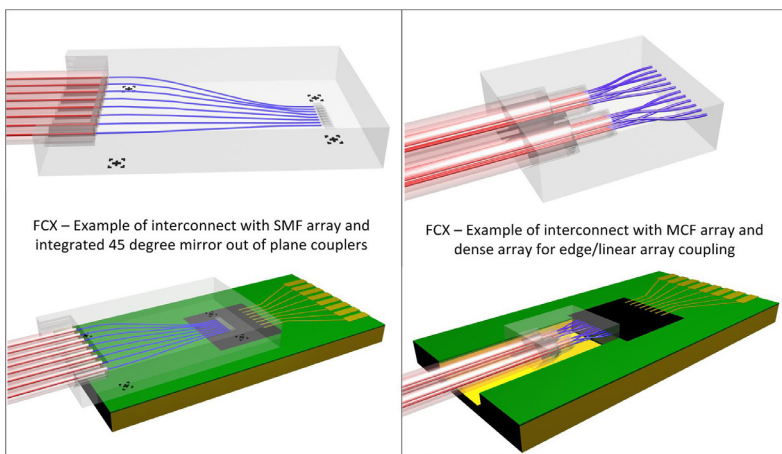 FCX – Example of interconnect with SMF array and
integrated 45 degree mirror out of plane couplers
FCX – Example of interconnect with MCF array and
dense array for edge/linear array coupling